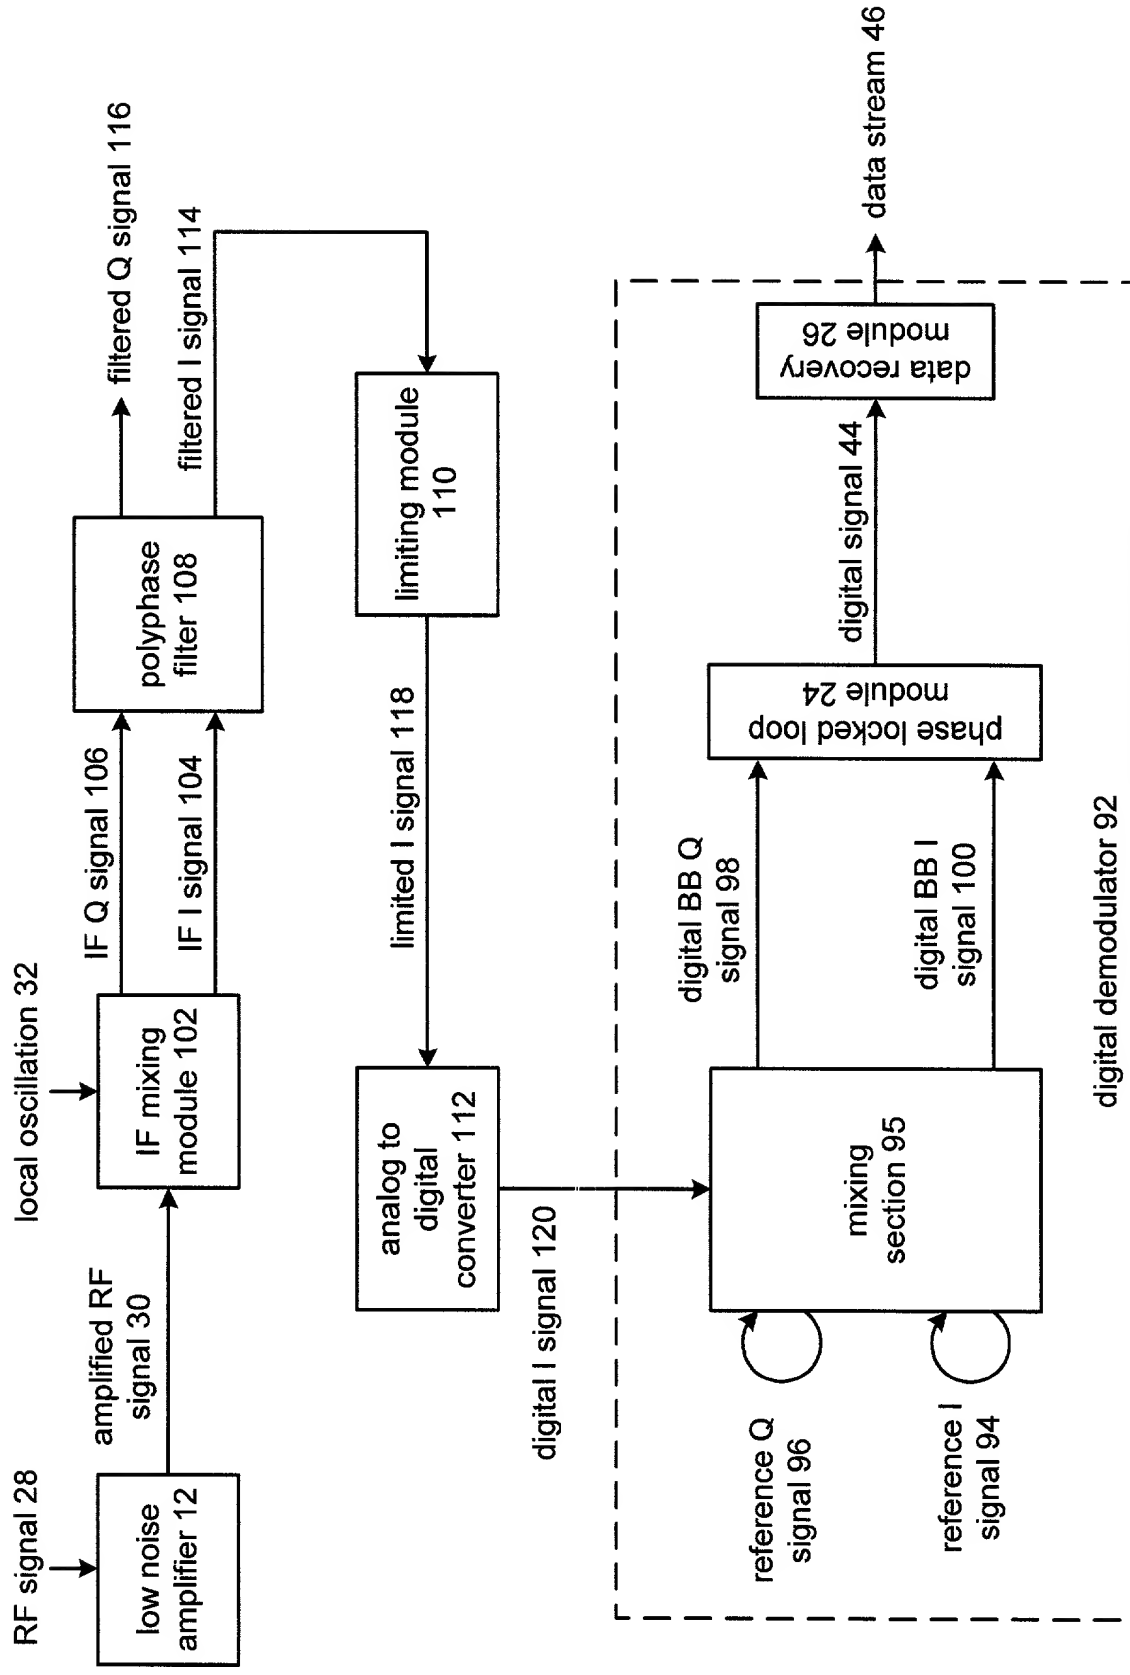 RF signal 28
low noise
amplifier 12
amplified RF
signal 30
local oscillation 32
IF mixing
module 102
IF Q signal 106
IF I signal 104
polyphase
filter 108
filtered Q signal 116
filtered I signal 114
limiting module
110
limited I signal 118
analog to
digital
converter 112
digital I signal 120
reference Q
signal 96
reference I
signal 94
mixing
section 95
digital BB Q
signal 98
digital BB I
signal 100
phase locked loop
module 24
digital signal 44
data recovery
module 26
data stream 46
digital demodulator 92